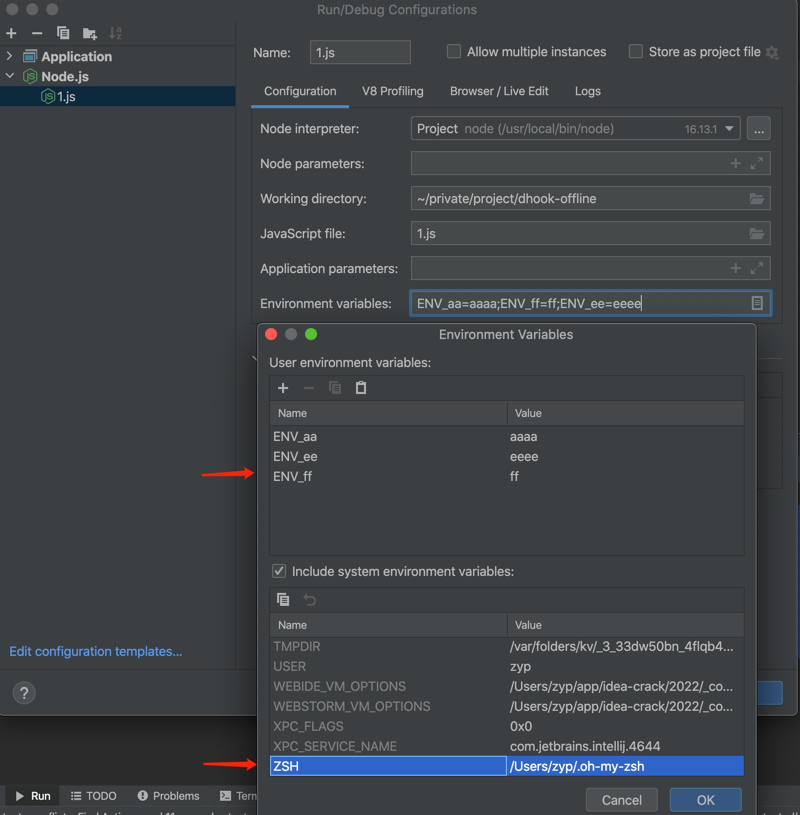 Run/Debug Configurations
Application
Node.js
1.js
Name: 1.js Allow multiple instances Store as project file
Configuration V8 Profiling Browser / Live Edit Logs
Node interpreter: Project node (/usr/local/bin/node) 16.13.1 ...
Node parameters:
Working directory: ~/private/project/dhook-offline
JavaScript file: 1.js
Application parameters:
Environment variables: ENV_aa=aaaa;ENV_ff=ff;ENV_ee=eeee
Environment Variables
User environment variables:
Name Value
ENV_aa aaaa
ENV_ee eeee
ENV_ff ff
Include system environment variables:
Name Value
TMPDIR /var/folders/kv/_3_33dw50bn_4flqb4...
USER zyp
WEBIDE_VM_OPTIONS /Users/zyp/app/idea-crack/2022/_co...
WEBSTORM_VM_OPTIONS /Users/zyp/app/idea-crack/2022/_co...
XPC_FLAGS 0x0
XPC_SERVICE_NAME com.jetbrains.intellij.4644
ZSH /Users/zyp/.oh-my-zsh
Cancel OK
Edit configuration templates...
?
Run TODO Problems Tern